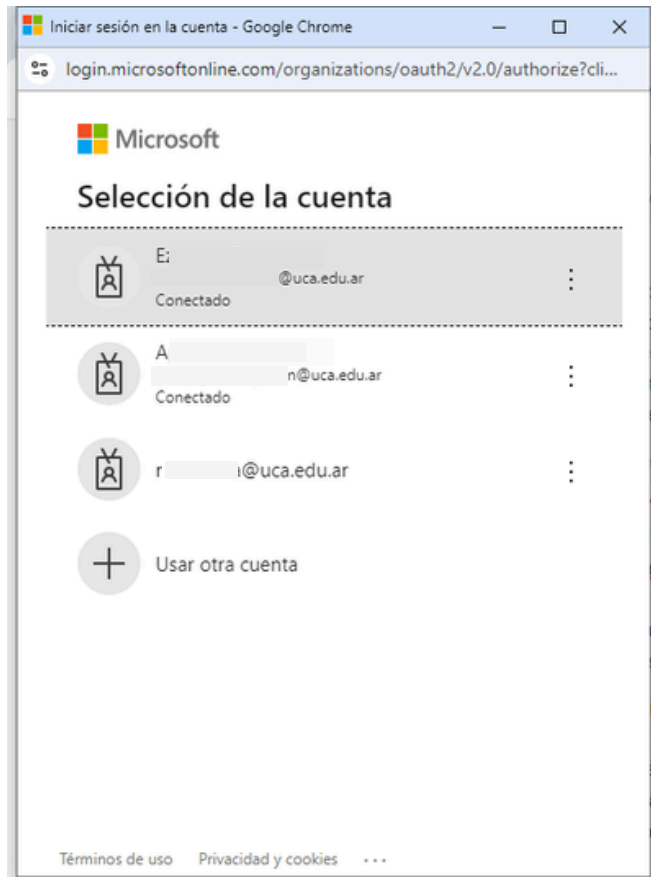 Iniciar sesión en la cuenta - Google Chrome
login.microsoftonline.com/organizations/oauth2/v2.0/authorize?cli...
Microsoft
Selección de la cuenta
@uca.edu.ar
Conectado
A
n@uca.edu.ar
Conectado
r @uca.edu.ar
Usar otra cuenta
Términos de uso Privacidad y cookies ...